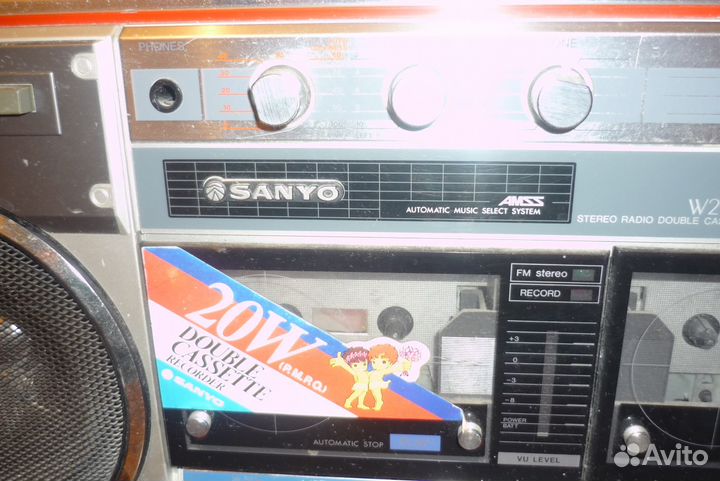 PHONES
SANYO
AMSS
AUTOMATIC MUSIC SELECT SYSTEM
W2
STEREO RADIO DOUBLE CA
FM stereo
RECORD
20W
(P.M.P.O.)
DOUBLE
CASSETTE
RECORDER
SANYO
+3
0
-3
-8
POWER
BATT
VU LEVEL
AUTOMATIC STOP
Avito